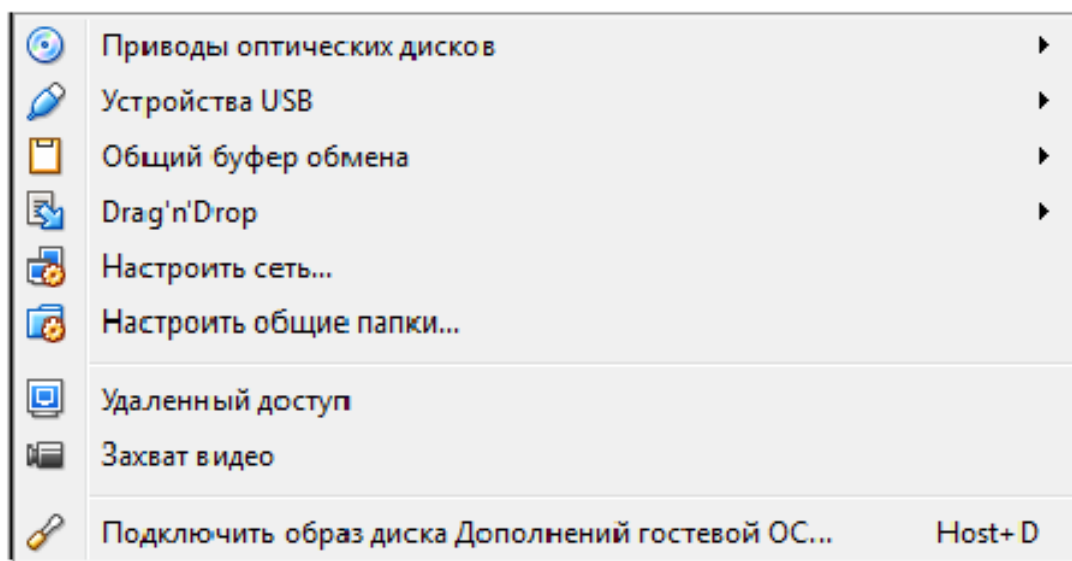 Приводы оптических дисков
Устройства USB
Общий буфер обмена
Drag'n'Drop
Настроить сеть...
Настроить общие папки...
Удаленный доступ
Захват видео
Подключить образ диска Дополнений гостевой ОС... Host+D